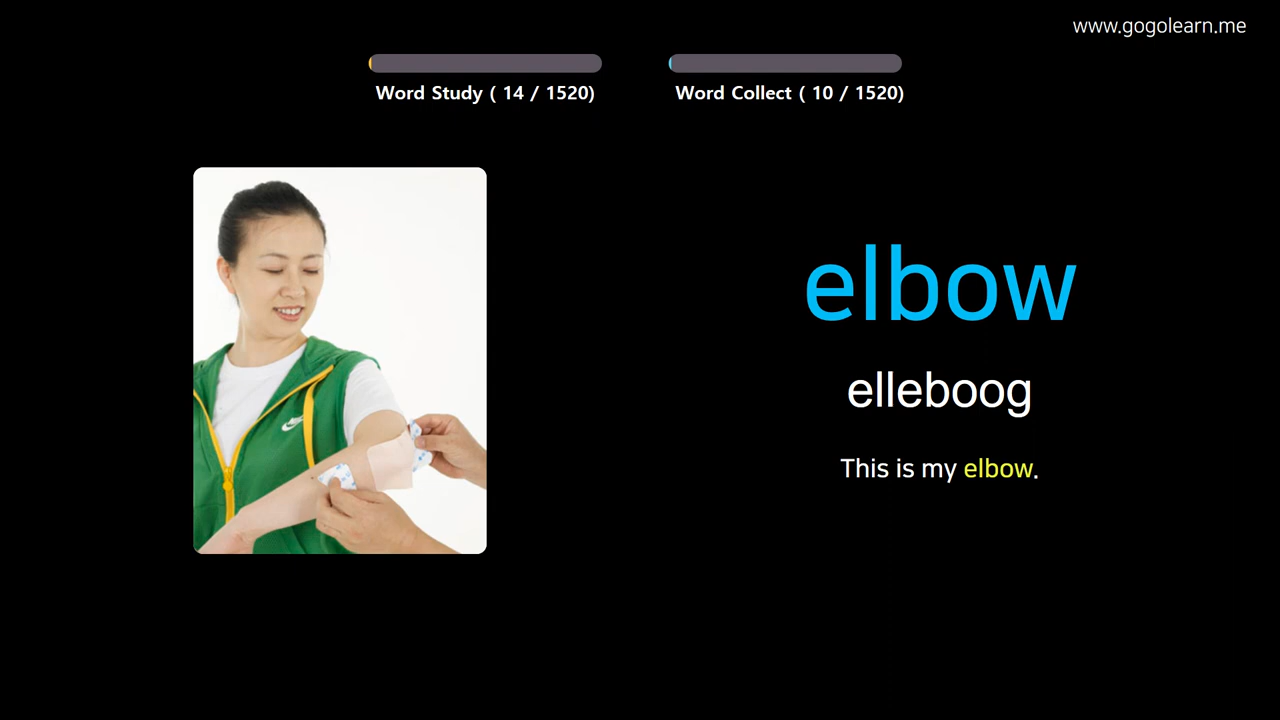 www.gogolearn.me
Word Study ( 14 / 1520)
Word Collect ( 10 / 1520)
elbow
elleboog
This is my elbow.